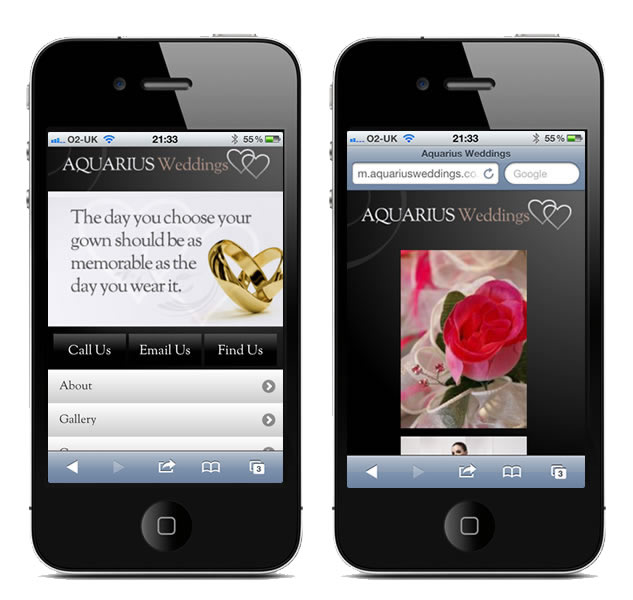 O2-UK 21:33 55%
AQUARIUS Weddings
The day you choose your
gown should be as
memorable as the
day you wear it.
Call Us Email Us Find Us
About
Gallery
3
O2-UK 21:33 55%
Aquarius Weddings
m.aquariusweddings.co Google
AQUARIUS Weddings
3